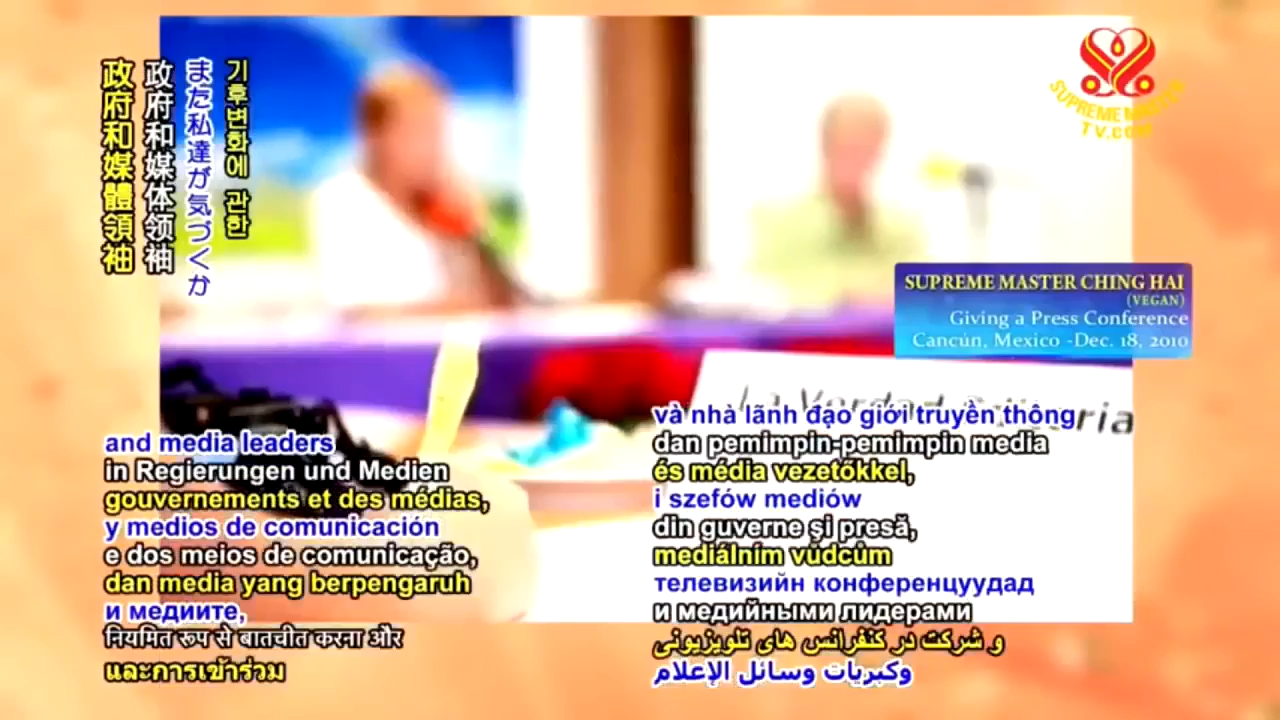 政府和媒體領袖
政府和媒体领袖
また私達が気づくか
기후변화에 관한
SUPREME MASTER
TV.COM
SUPREME MASTER CHING HAI
(VEGAN)
Giving a Press Conference
Cancún, Mexico -Dec. 18, 2010
and media leaders
in Regierungen und Medien
gouvernements et des médias,
y medios de comunicación
e dos meios de comunicação,
dan media yang berpengaruh
и медиите,
नियमित रूप से बातचीत करना और
และการเข้าร่วม
và nhà lãnh đạo giới truyền thông
dan pemimpin-pemimpin media
és média vezetőkkel,
i szefów mediów
din guverne şi presă,
mediálním vůdcům
телевизийн конференцуудад
и медийными лидерами
و شرکت در کنفرانس های تلویزیونی
وكبريات وسائل الإعلام